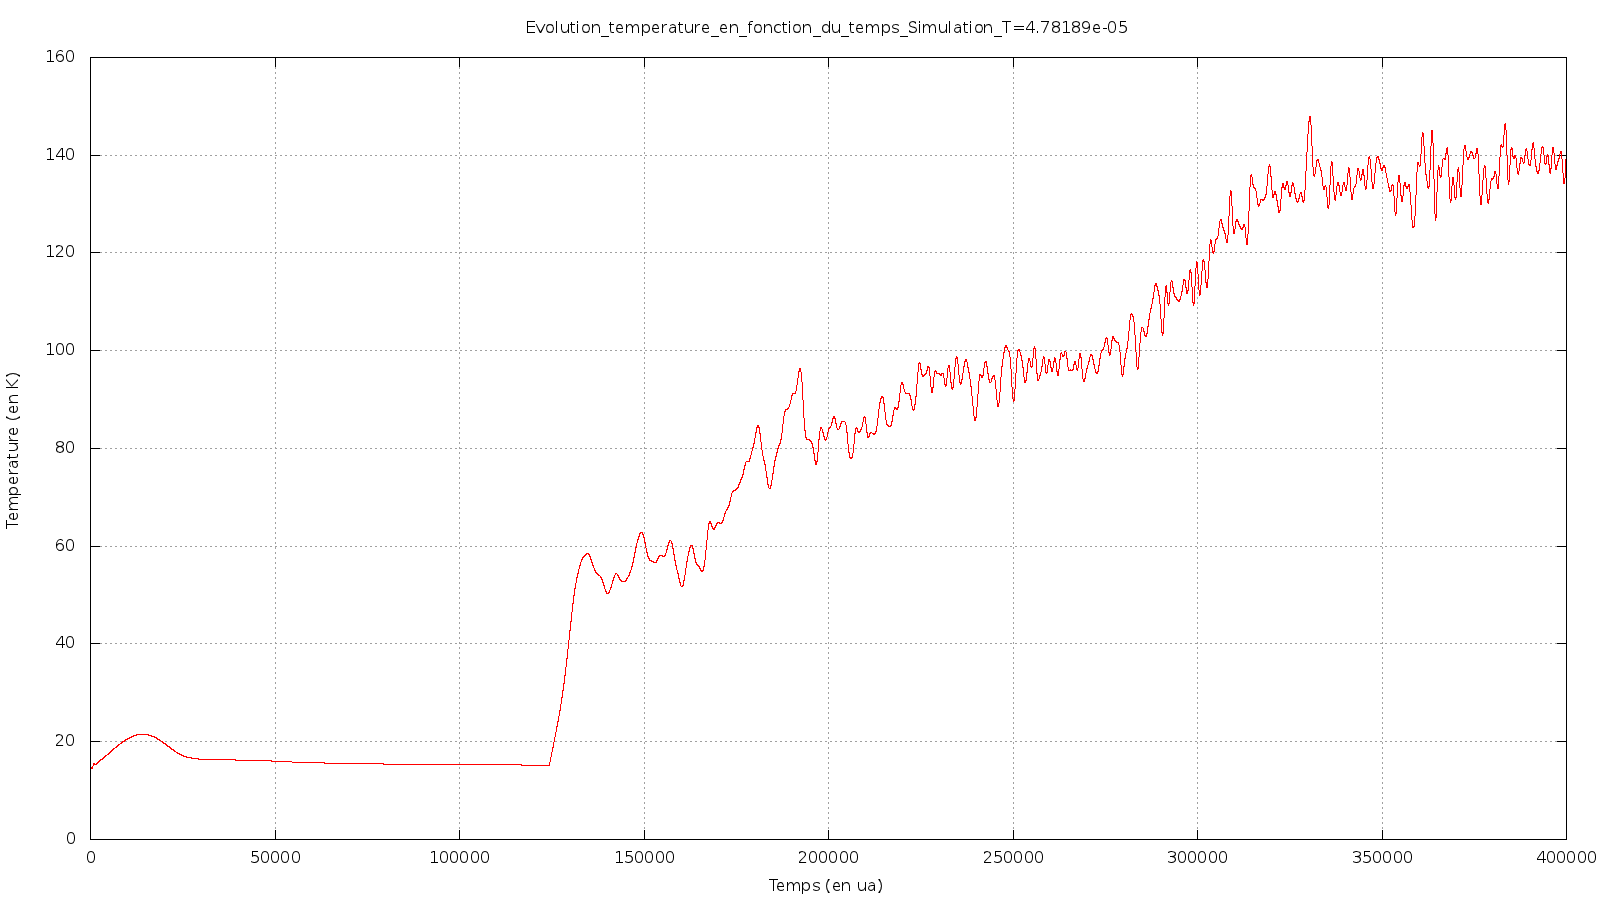 Evolution_temperature_en_fonction_du_temps_Simulation_T=4.78189e-05
160
140
120
100
80
60
40
20
0
Temperature (en K)
0 50000 100000 150000 200000 250000 300000 350000 400000
Temps (en ua)